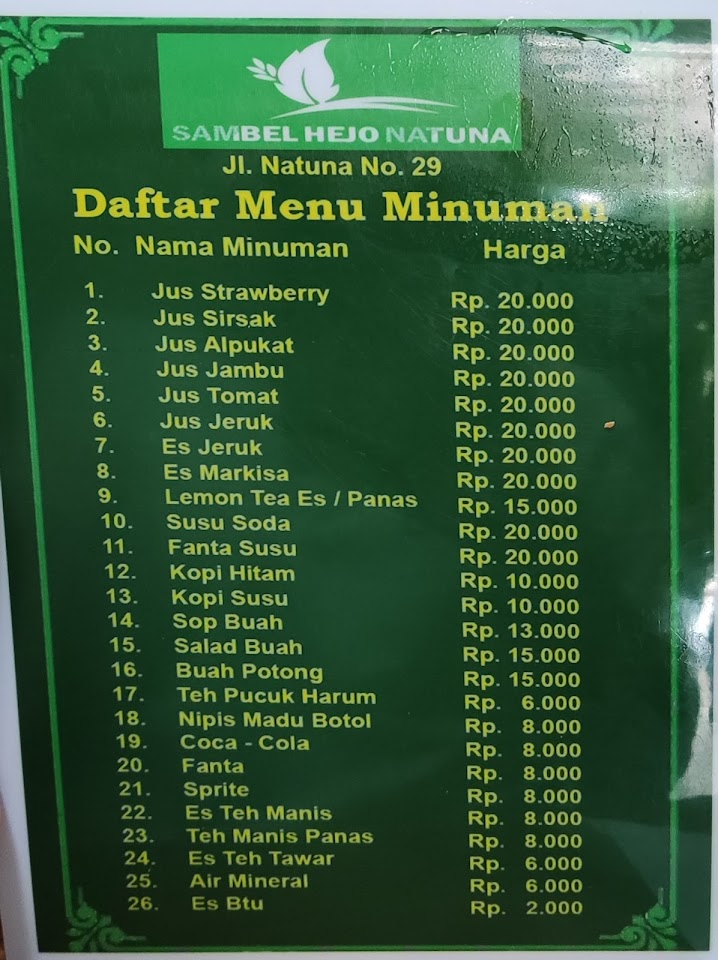 SAMBEL HEJO NATUNA
Jl. Natuna No. 29
Daftar Menu Minuman
No. Nama Minuman Harga
1. Jus Strawberry Rp. 20.000
2. Jus Sirsak Rp. 20.000
3. Jus Alpukat Rp. 20.000
4. Jus Jambu Rp. 20.000
5. Jus Tomat Rp. 20.000
6. Jus Jeruk Rp. 20.000
7. Es Jeruk Rp. 20.000
8. Es Markisa Rp. 20.000
9. Lemon Tea Es / Panas Rp. 15.000
10. Susu Soda Rp. 20.000
11. Fanta Susu Rp. 20.000
12. Kopi Hitam Rp. 10.000
13. Kopi Susu Rp. 10.000
14. Sop Buah Rp. 13.000
15. Salad Buah Rp. 15.000
16. Buah Potong Rp. 15.000
17. Teh Pucuk Harum Rp. 6.000
18. Nipis Madu Botol Rp. 8.000
19. Coca - Cola Rp. 8.000
20. Fanta Rp. 8.000
21. Sprite Rp. 8.000
22. Es Teh Manis Rp. 8.000
23. Teh Manis Panas Rp. 8.000
24. Es Teh Tawar Rp. 6.000
25. Air Mineral Rp. 6.000
26. Es Btu Rp. 2.000